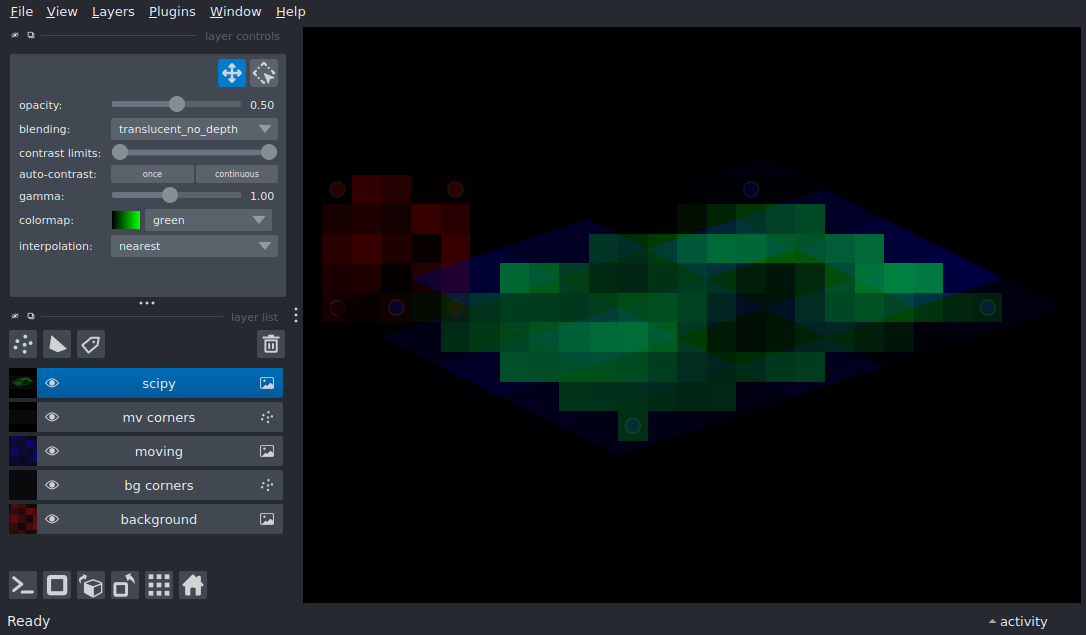 File View Layers Plugins Window Help
layer controls
opacity: 0.50
blending: translucent_no_depth
contrast limits:
auto-contrast: once continuous
gamma: 1.00
colormap: green
interpolation: nearest
layer list
scipy
mv corners
moving
bg corners
background
Ready
activity